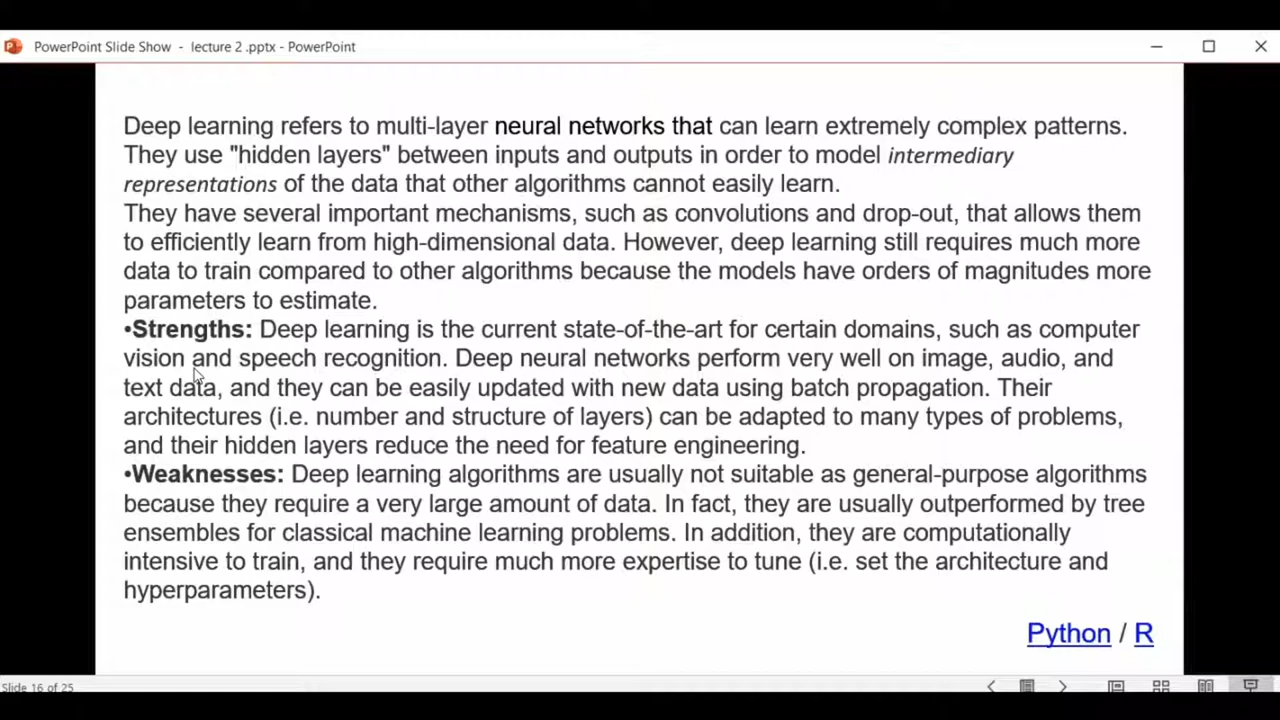 PowerPoint Slide Show - lecture 2 .pptx - PowerPoint
Deep learning refers to multi-layer neural networks that can learn extremely complex patterns.
They use "hidden layers" between inputs and outputs in order to model intermediary
representations of the data that other algorithms cannot easily learn.
They have several important mechanisms, such as convolutions and drop-out, that allows them
to efficiently learn from high-dimensional data. However, deep learning still requires much more
data to train compared to other algorithms because the models have orders of magnitudes more
parameters to estimate.
•Strengths: Deep learning is the current state-of-the-art for certain domains, such as computer
vision and speech recognition. Deep neural networks perform very well on image, audio, and
text data, and they can be easily updated with new data using batch propagation. Their
architectures (i.e. number and structure of layers) can be adapted to many types of problems,
and their hidden layers reduce the need for feature engineering.
•Weaknesses: Deep learning algorithms are usually not suitable as general-purpose algorithms
because they require a very large amount of data. In fact, they are usually outperformed by tree
ensembles for classical machine learning problems. In addition, they are computationally
intensive to train, and they require much more expertise to tune (i.e. set the architecture and
hyperparameters).
Python / R
Slide 16 of 25